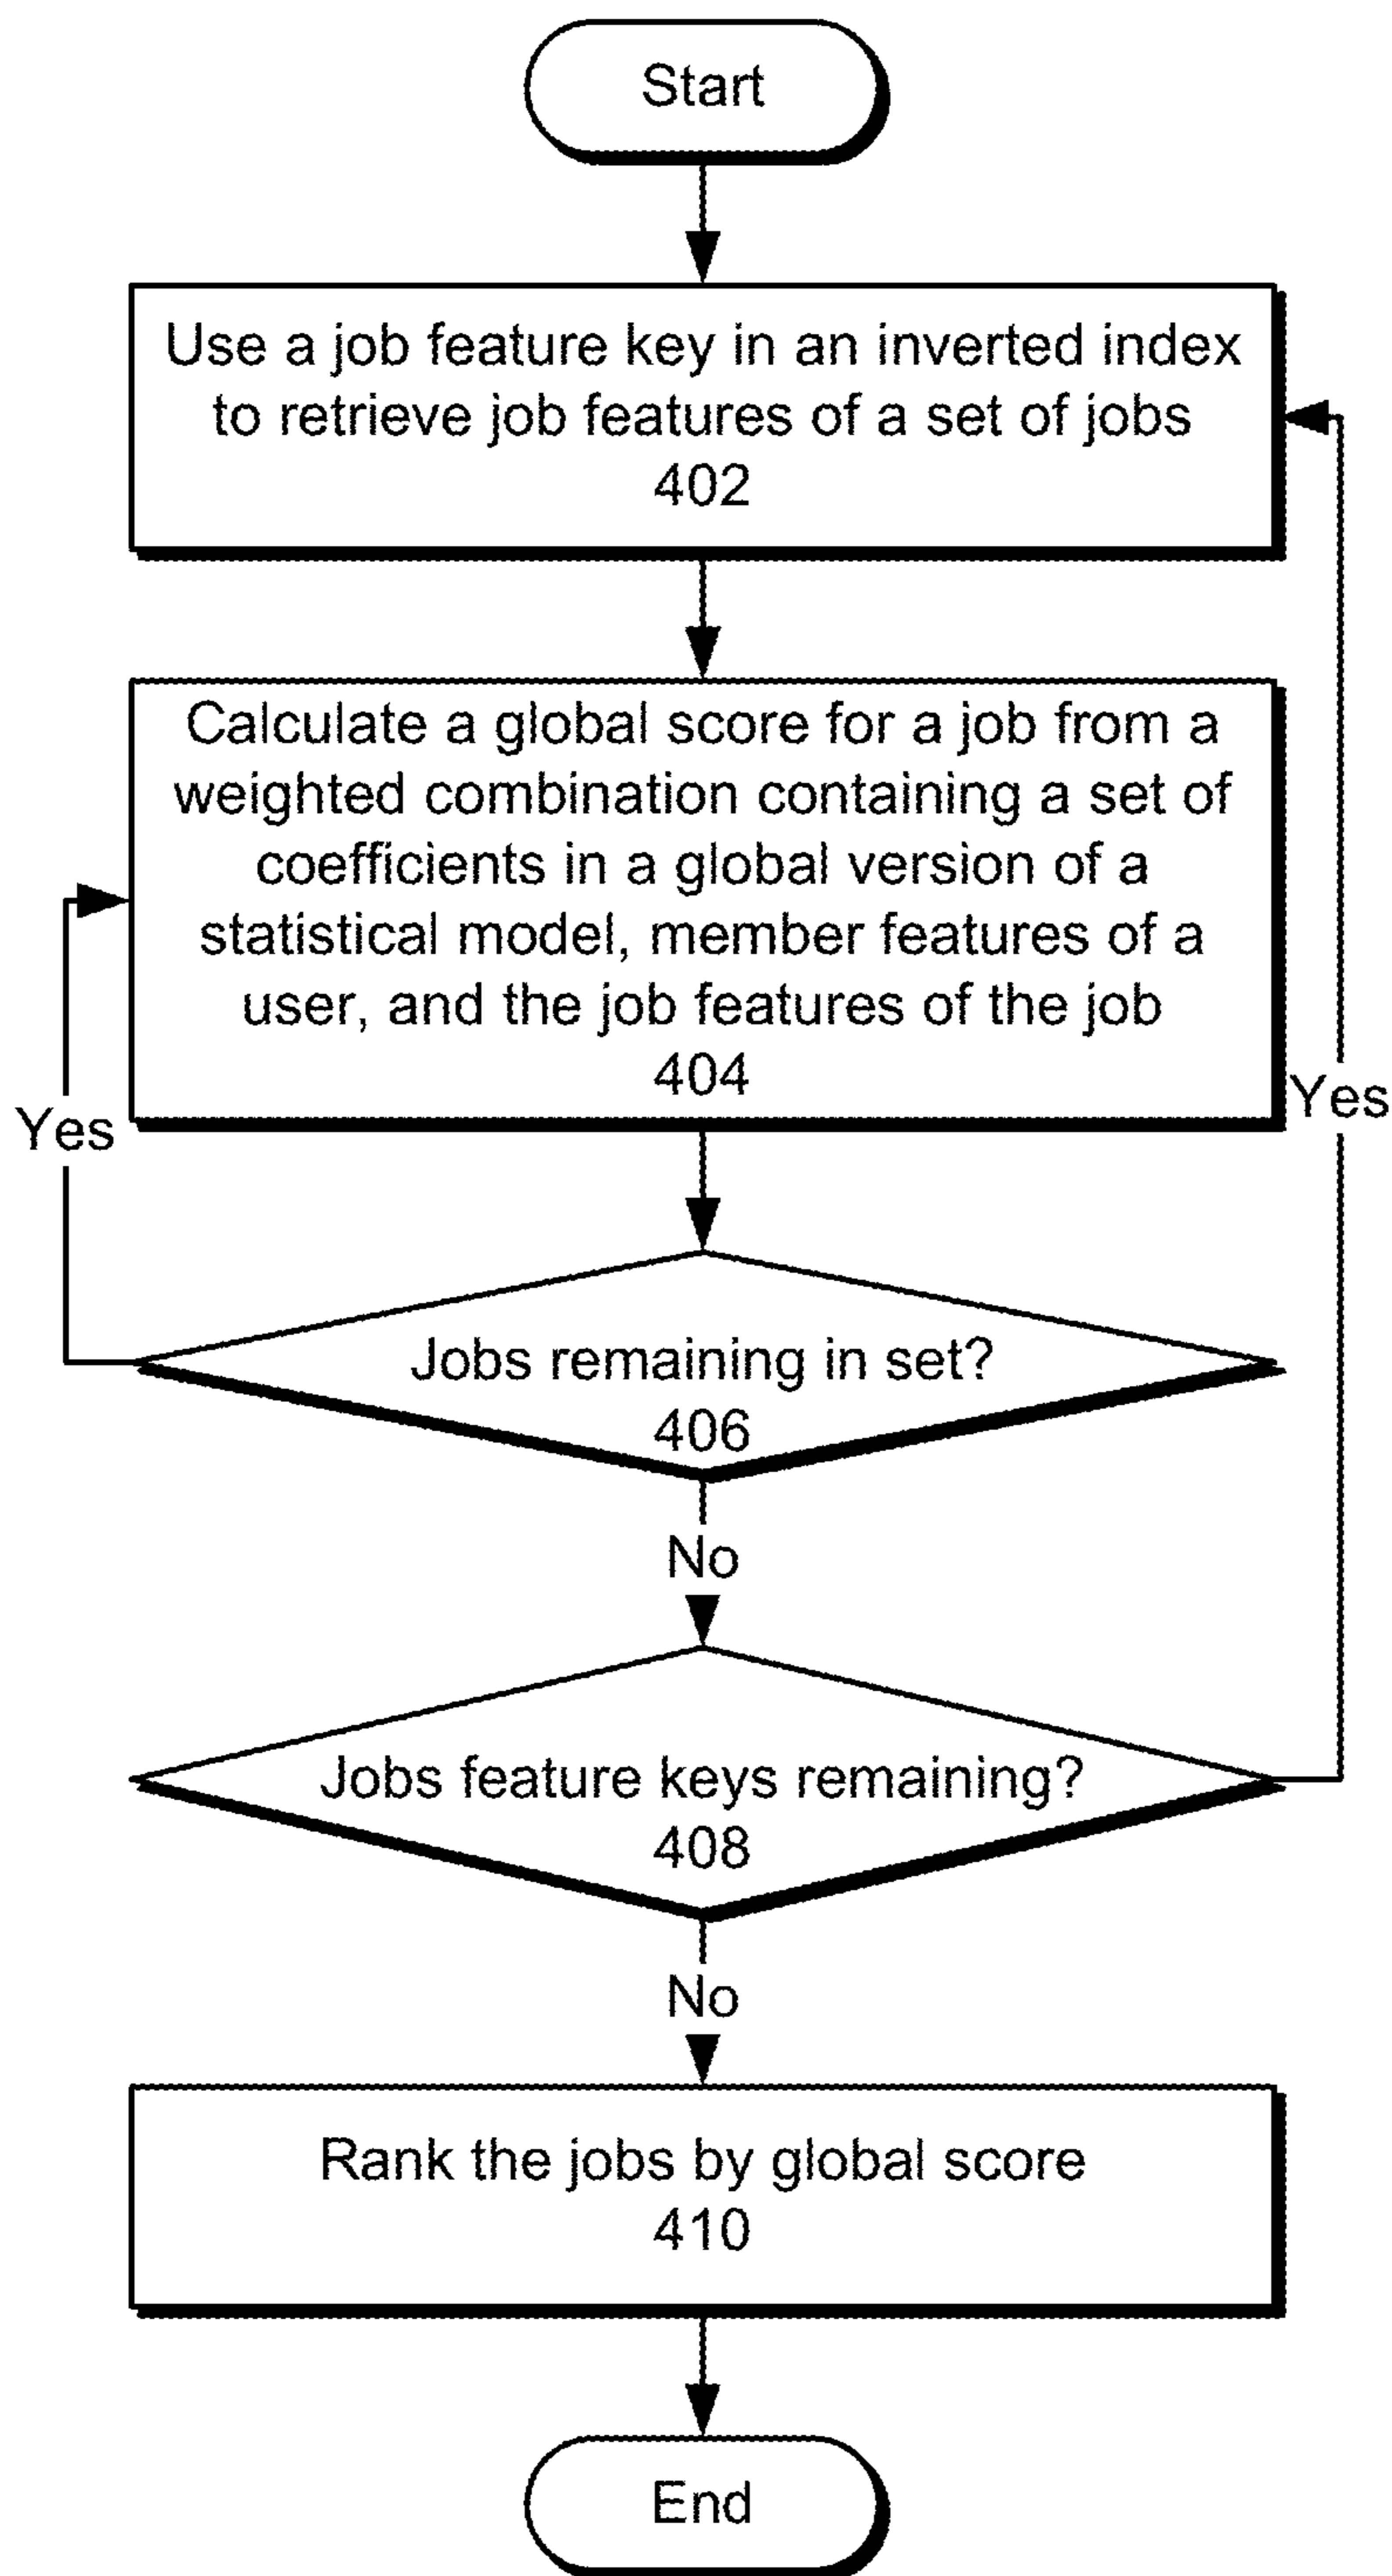 Start
Use a job feature key in an inverted index
to retrieve job features of a set of jobs
402
Calculate a global score for a job from a
weighted combination containing a set of
coefficients in a global version of a
statistical model, member features of a
user, and the job features of the job
404
Yes
Yes
Jobs remaining in set?
406
No
Jobs feature keys remaining?
408
No
Rank the jobs by global score
410
End